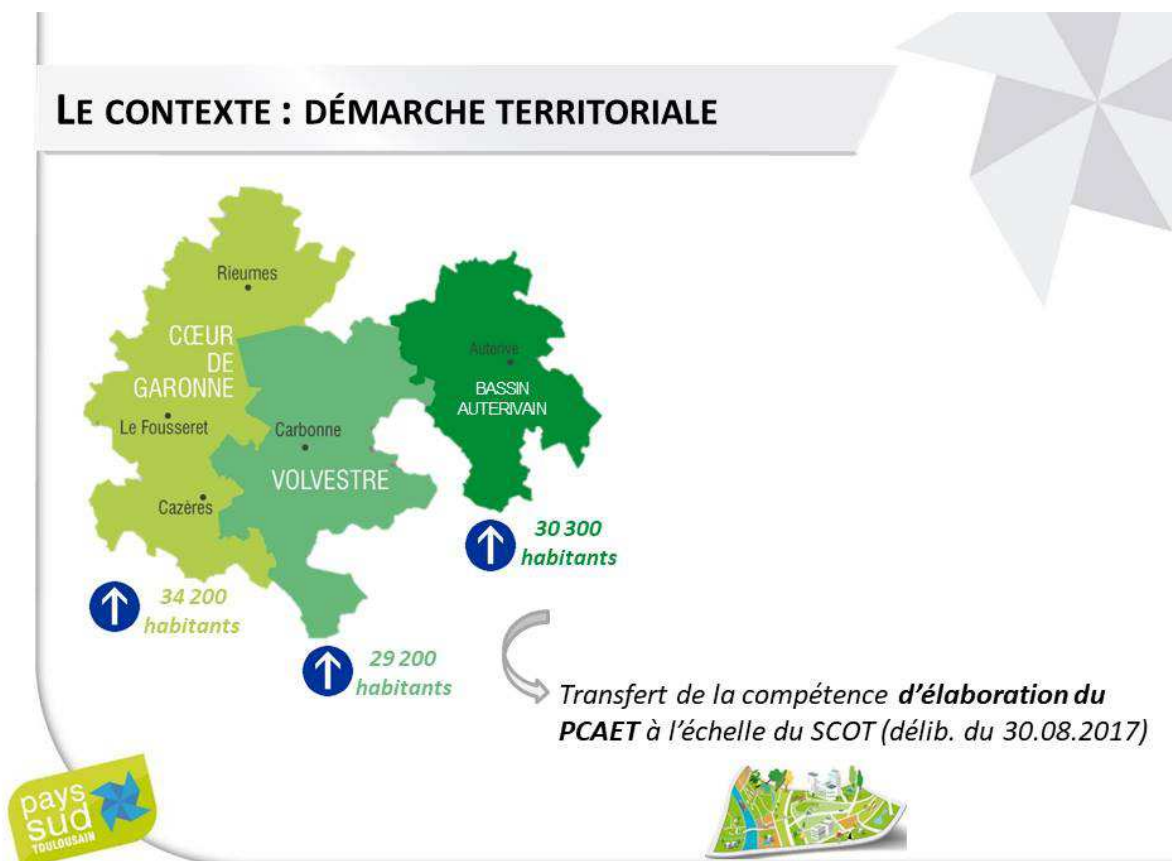 LE CONTEXTE : DÉMARCHE TERRITORIALE
Rieumes
CŒUR
DE
GARONNE
Le Fousseret
Cazères
Carbonne
VOLVESTRE
Auterive
BASSIN
AUTERIVAIN
30 300
habitants
34 200
habitants
29 200
habitants
Transfert de la compétence d’élaboration du
PCAET à l’échelle du SCOT (délib. du 30.08.2017)
pays
sud
TOULOUSAIN